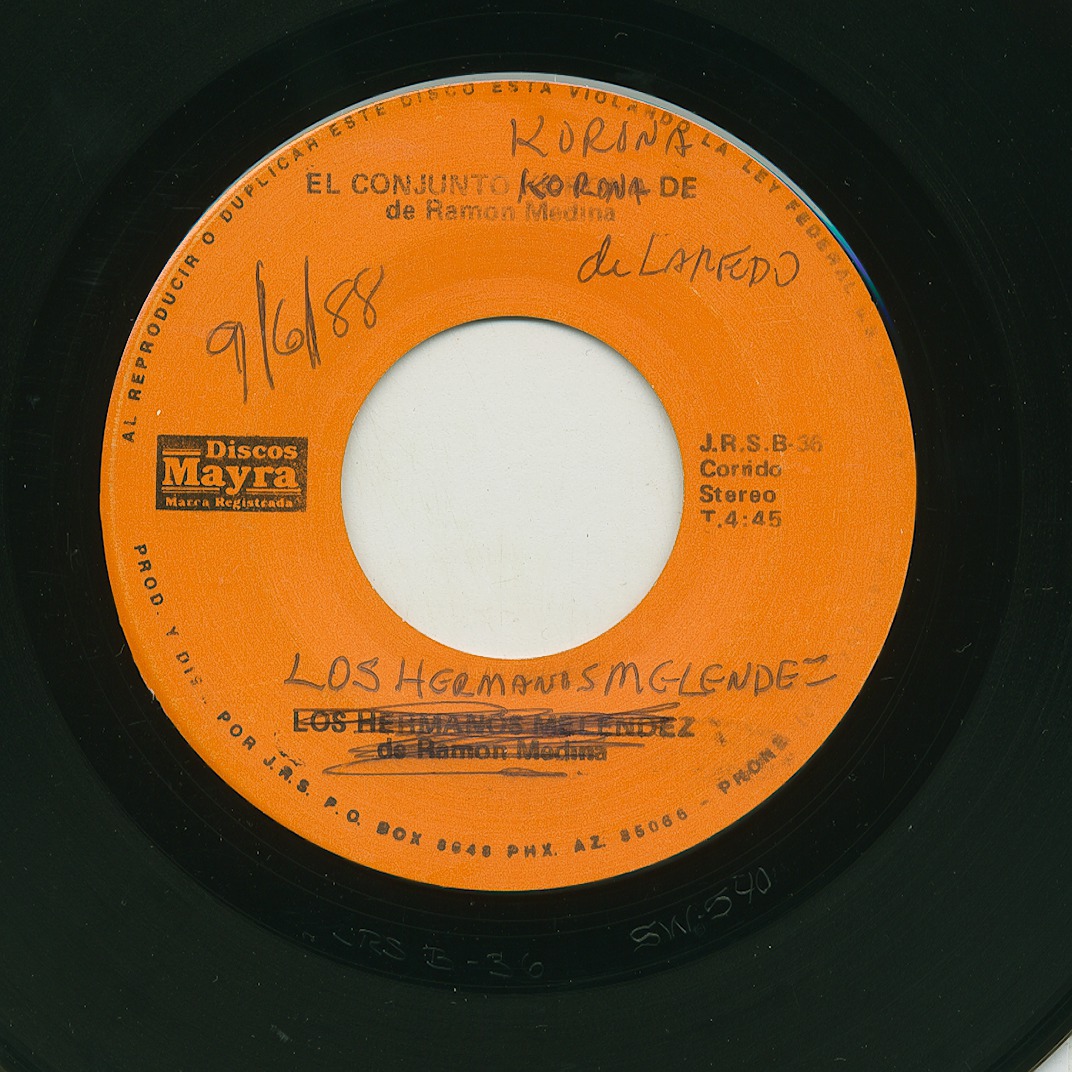 AL REPRODUCIR O DUPLICAR ESTE DISCO ESTA VIOLANDO LA LEY FEDERAL
KORONA
EL CONJUNTO KORONA DE
de Ramon Medina
de LAREDO
9/6/88
Discos
Mayra
Marca Registrada
J.R.S.B-36
Corrido
Stereo
T.4:45
LOS HERMANOS MELENDEZ
LOS HERMANOS MELENDEZ
de Ramon Medina
PROD. Y DIS.. POR J.R.S. P.O. BOX 8648 PHX. AZ. 85066 - PHONE
JRS B-36
SW-540